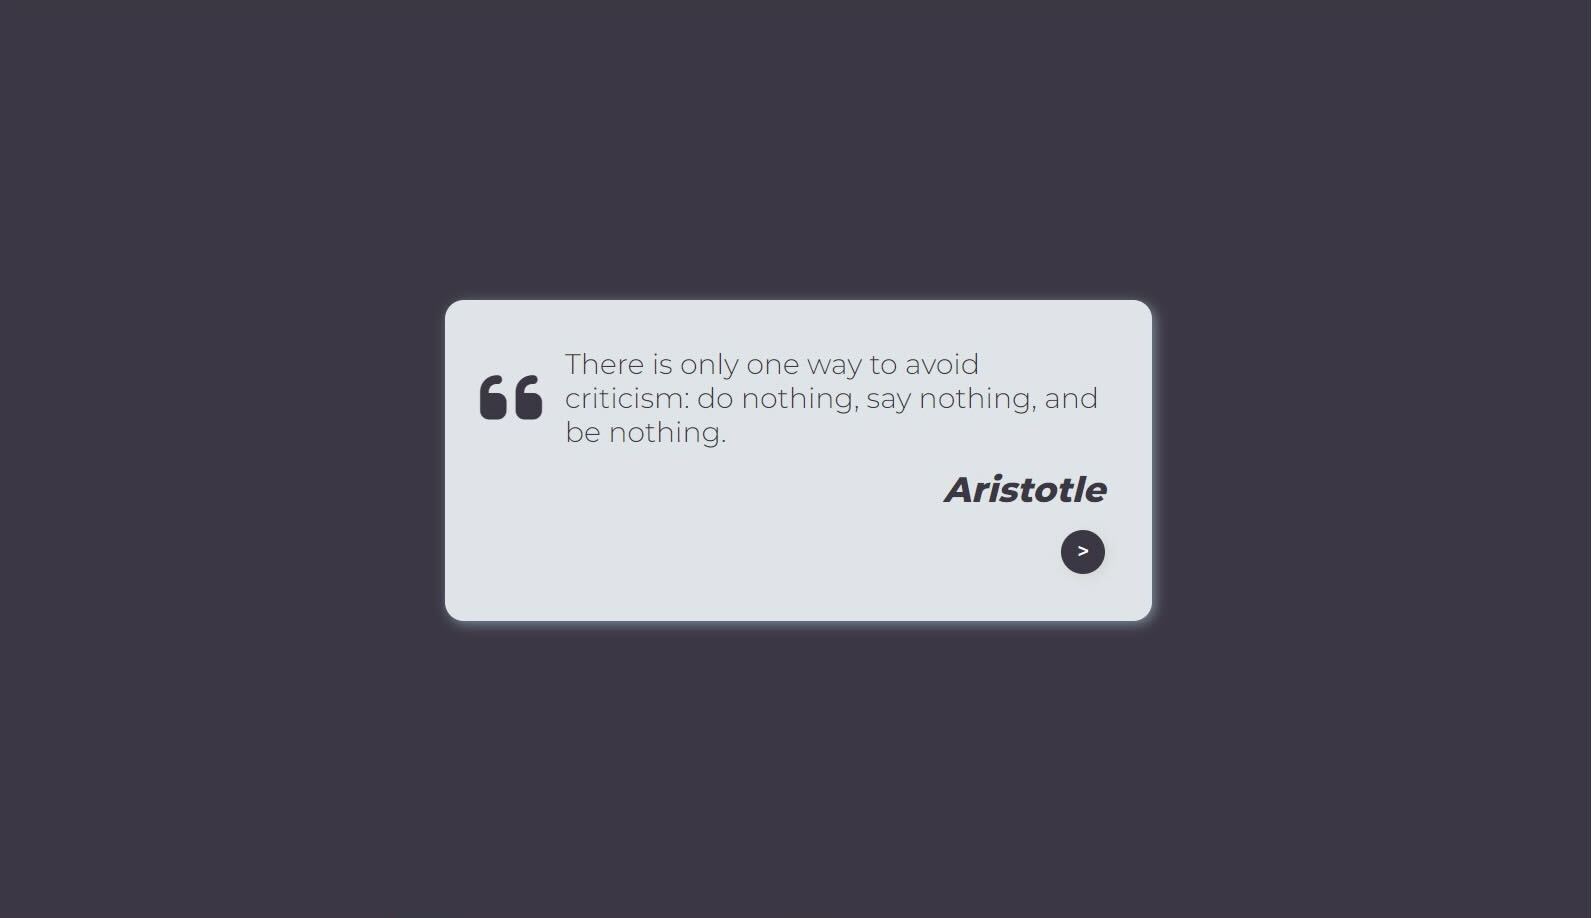 There is only one way to avoid
criticism: do nothing, say nothing, and
be nothing.
Aristotle
>